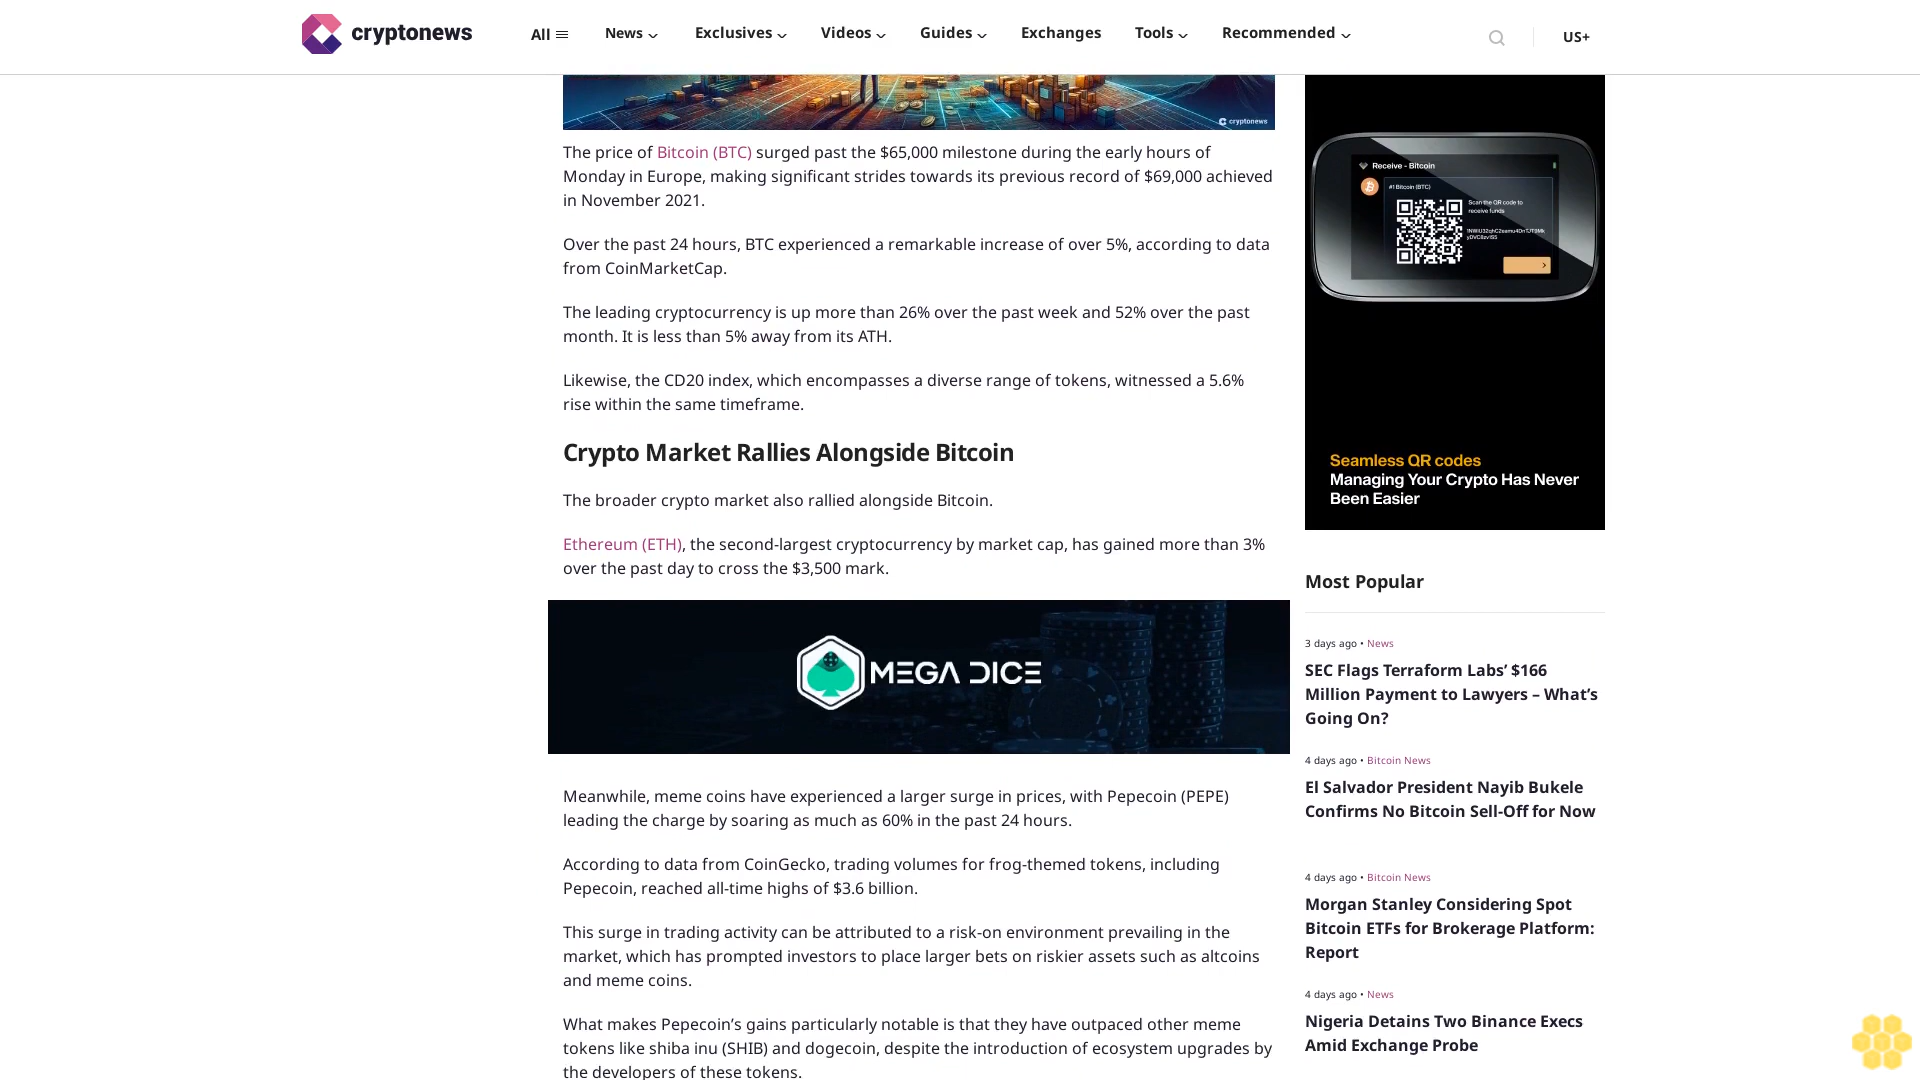 cryptonews
All
News
Exclusives
Videos
Guides
Exchanges
Tools
Recommended
US+
cryptonews
The price of Bitcoin (BTC) surged past the $65,000 milestone during the early hours of
Monday in Europe, making significant strides towards its previous record of $69,000 achieved
in November 2021.
Over the past 24 hours, BTC experienced a remarkable increase of over 5%, according to data
from CoinMarketCap.
The leading cryptocurrency is up more than 26% over the past week and 52% over the past
month. It is less than 5% away from its ATH.
Likewise, the CD20 index, which encompasses a diverse range of tokens, witnessed a 5.6%
rise within the same timeframe.
Crypto Market Rallies Alongside Bitcoin
The broader crypto market also rallied alongside Bitcoin.
Ethereum (ETH), the second-largest cryptocurrency by market cap, has gained more than 3%
over the past day to cross the $3,500 mark.
MEGA DICE
Meanwhile, meme coins have experienced a larger surge in prices, with Pepecoin (PEPE)
leading the charge by soaring as much as 60% in the past 24 hours.
According to data from CoinGecko, trading volumes for frog-themed tokens, including
Pepecoin, reached all-time highs of $3.6 billion.
This surge in trading activity can be attributed to a risk-on environment prevailing in the
market, which has prompted investors to place larger bets on riskier assets such as altcoins
and meme coins.
What makes Pepecoin’s gains particularly notable is that they have outpaced other meme
tokens like shiba inu (SHIB) and dogecoin, despite the introduction of ecosystem upgrades by
the developers of these tokens.
Receive - Bitcoin
#1 Bitcoin (BTC)
Scan the QR code to
receive funds
Seamless QR codes
Managing Your Crypto Has Never
Been Easier
Most Popular
3 days ago • News
SEC Flags Terraform Labs’ $166
Million Payment to Lawyers – What’s
Going On?
4 days ago • Bitcoin News
El Salvador President Nayib Bukele
Confirms No Bitcoin Sell-Off for Now
4 days ago • Bitcoin News
Morgan Stanley Considering Spot
Bitcoin ETFs for Brokerage Platform:
Report
4 days ago • News
Nigeria Detains Two Binance Execs
Amid Exchange Probe